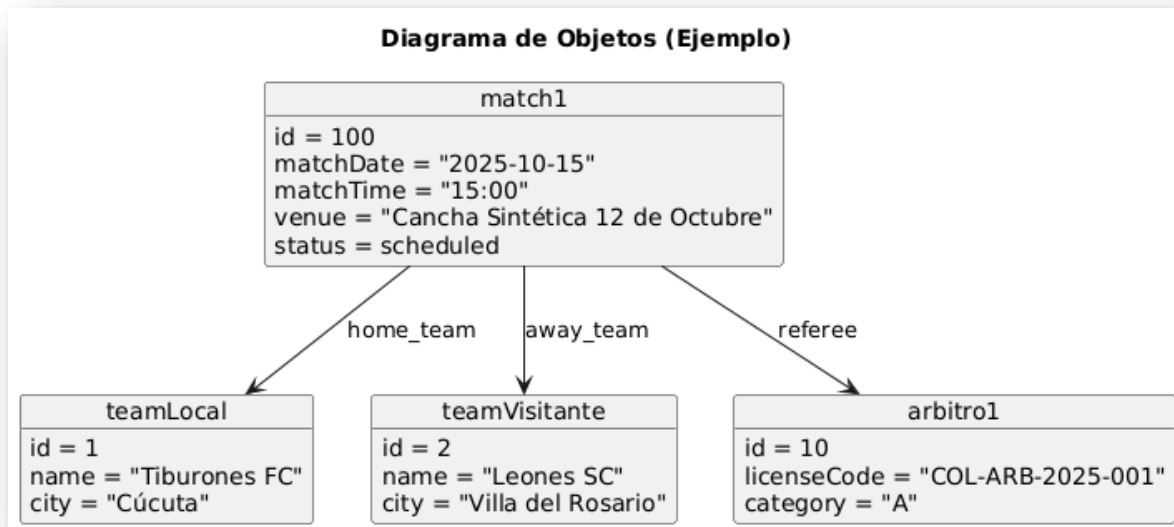 Diagrama de Objetos (Ejemplo)
match1
id = 100
matchDate = "2025-10-15"
matchTime = "15:00"
venue = "Cancha Sintética 12 de Octubre"
status = scheduled
home_team
away_team
referee
teamLocal
id = 1
name = "Tiburones FC"
city = "Cúcuta"
teamVisitante
id = 2
name = "Leones SC"
city = "Villa del Rosario"
arbitro1
id = 10
licenseCode = "COL-ARB-2025-001"
category = "A"